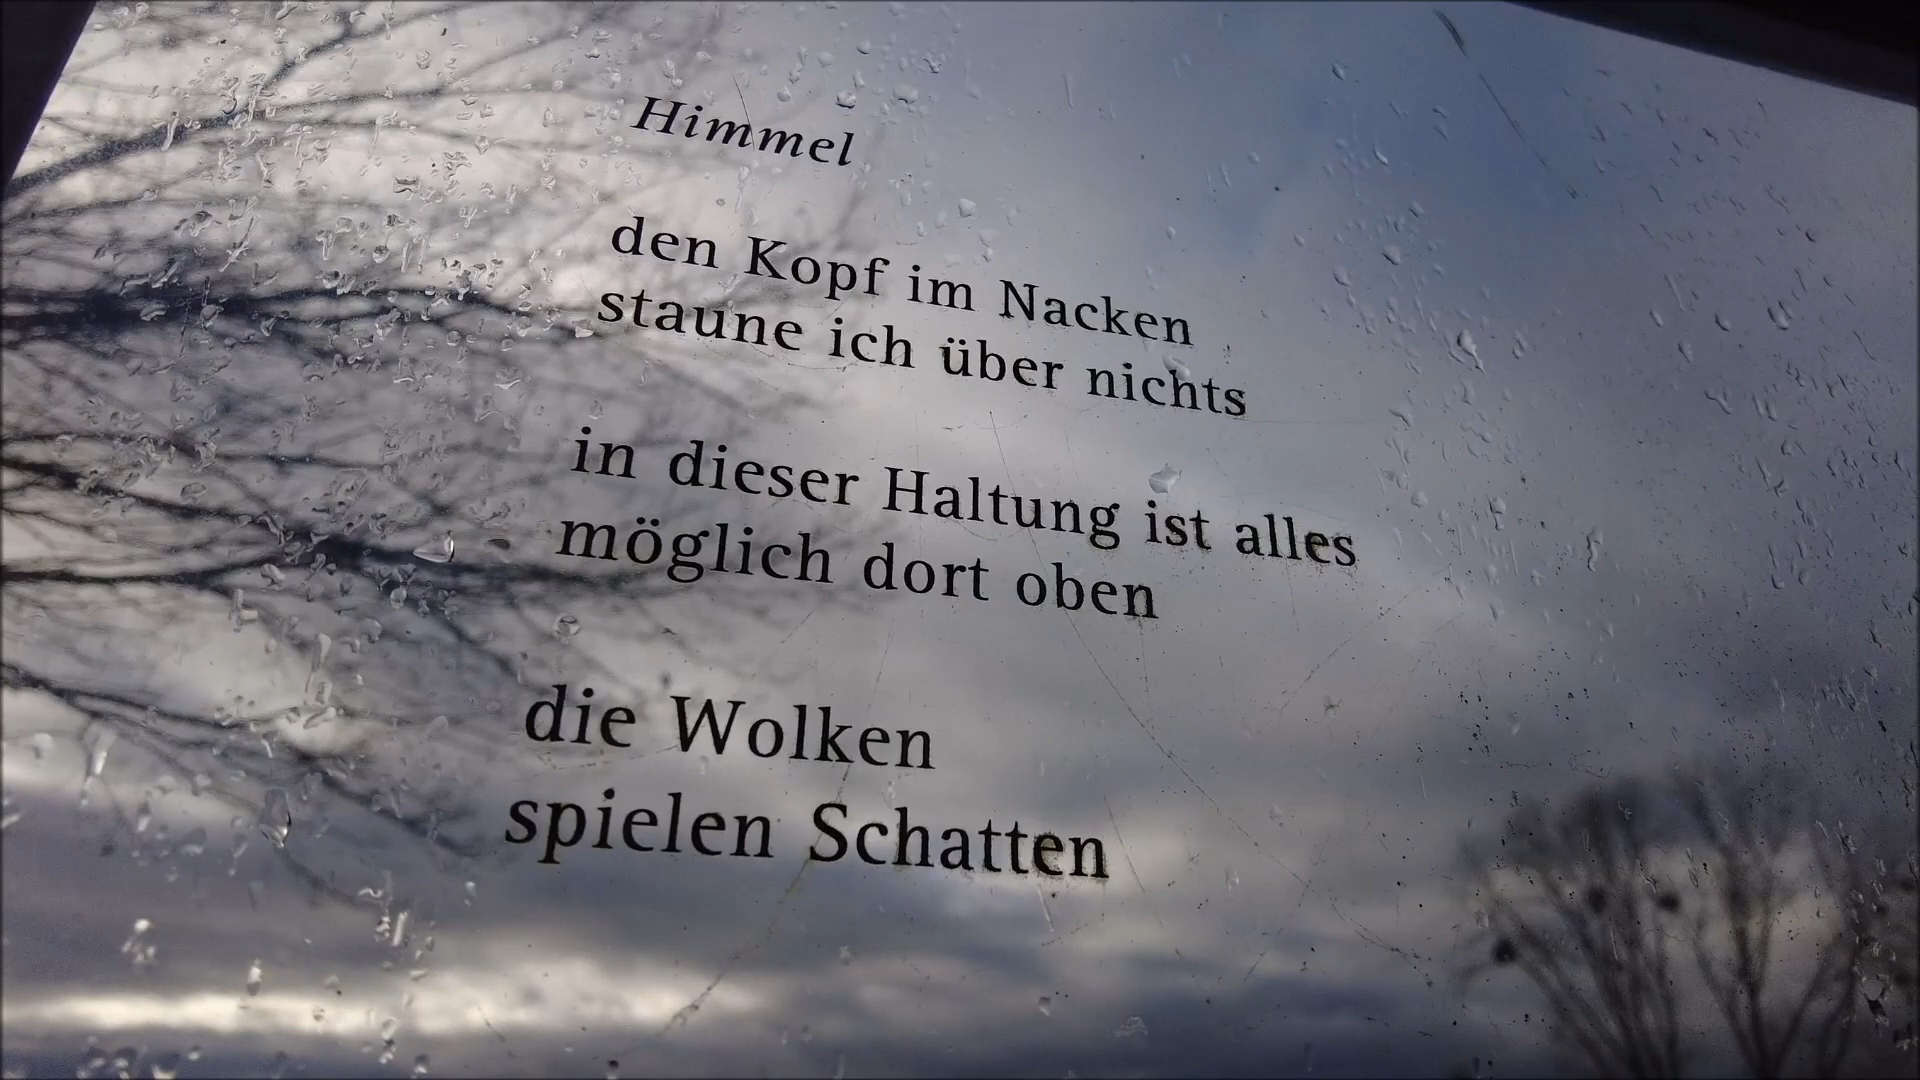 Himmel
den Kopf im Nacken
staune ich über nichts
in dieser Haltung ist alles
möglich dort oben
die Wolken
spielen Schatten